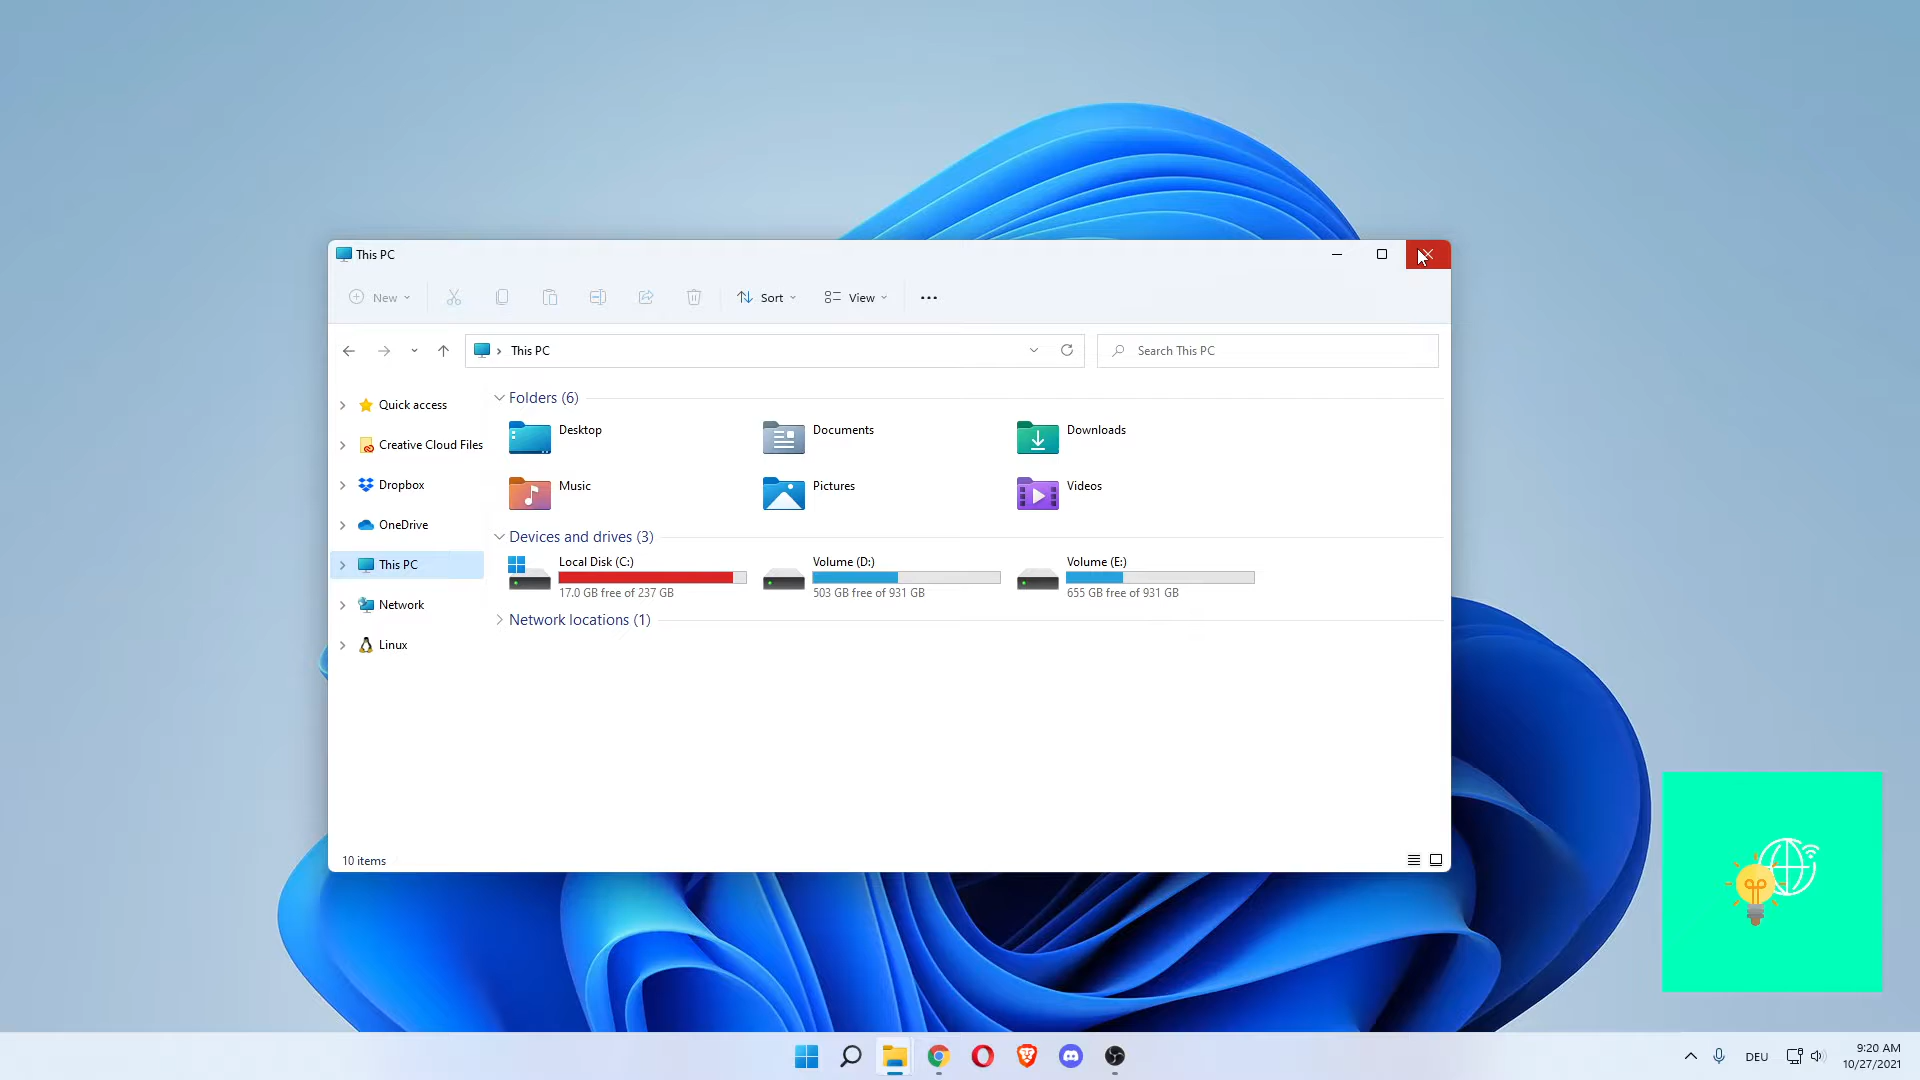 This PC
New
Sort
View
This PC
Search This PC
Quick access
Creative Cloud Files
Dropbox
OneDrive
This PC
Network
Linux
Folders (6)
Desktop
Documents
Downloads
Music
Pictures
Videos
Devices and drives (3)
Local Disk (C:)
17.0 GB free of 237 GB
Volume (D:)
503 GB free of 931 GB
Volume (E:)
655 GB free of 931 GB
Network locations (1)
10 items
DEU
9:20 AM
10/27/2021